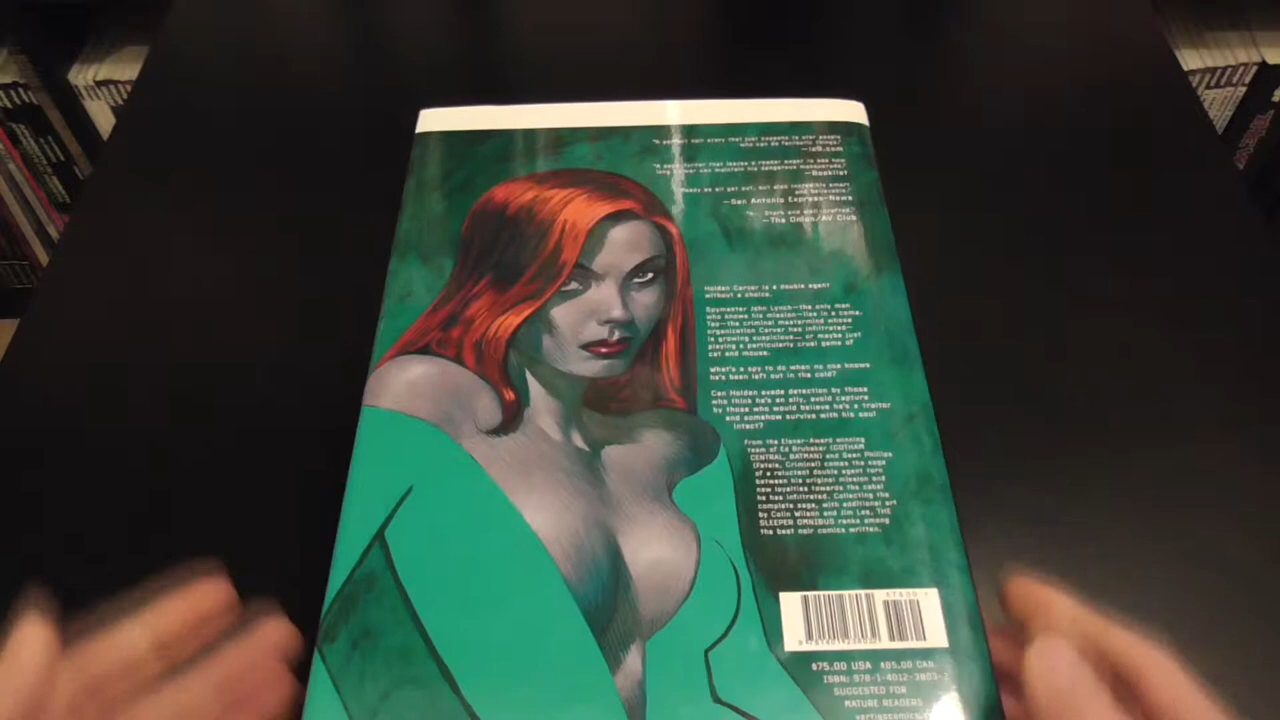 "A perfect noir story that just happens to star people
who can do fantastic things."
—io9.com
"A page-turner that leaves a reader eager to see how
long Carver can maintain his dangerous masquerade."
—Booklist
"Moody as all get out, but also incredibly smart
and believable."
—San Antonio Express-News
"A-. Stark and well-crafted."
—The Onion/AV Club
Holden Carver is a double agent
without a choice.
Spymaster John Lynch—the only man
who knows his mission—lies in a coma.
Tao—the criminal mastermind whose
organization Carver has infiltrated—
is growing suspicious... or maybe just
playing a particularly cruel game of
cat and mouse.
What's a spy to do when no one knows
he's been left out in the cold?
Can Holden evade detection by those
who think he's an ally, avoid capture
by those who would believe he's a traitor
and somehow survive with his soul
intact?
From the Eisner-Award winning
team of Ed Brubaker (GOTHAM
CENTRAL, BATMAN) and Sean Phillips
(Fatale, Criminal) comes the saga
of a reluctant double agent torn
between his original mission and
new loyalties towards the cabal
he has infiltrated. Collecting the
complete saga, with additional art
by Colin Wilson and Jim Lee, THE
SLEEPER OMNIBUS ranks among
the best noir comics written.
$75.00 USA $85.00 CAN.
ISBN: 978-1-4012-3803-2
SUGGESTED FOR
MATURE READERS
vertigocomics